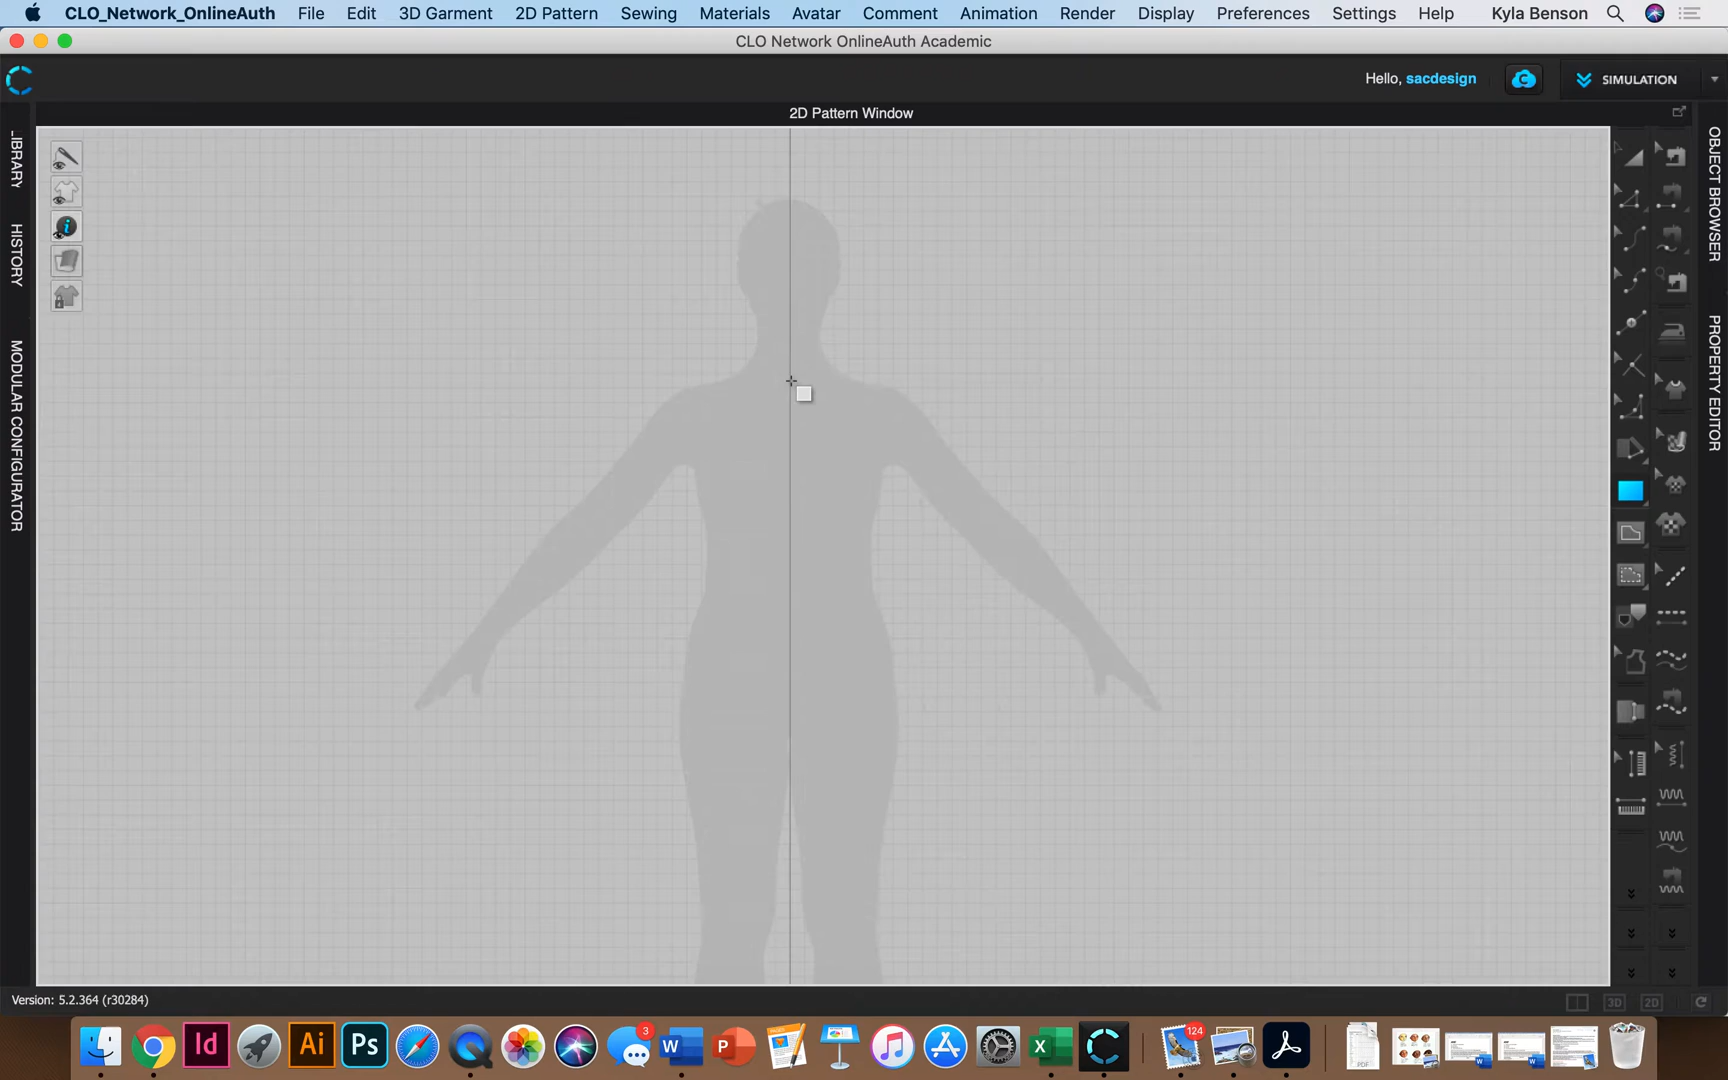 CLO_Network_OnlineAuth File Edit 3D Garment 2D Pattern Sewing Materials Avatar Comment Animation Render Display Preferences Settings Help Kyla Benson
CLO Network OnlineAuth Academic
Hello, sacdesign
SIMULATION
2D Pattern Window
LIBRARY
HISTORY
MODULAR CONFIGURATOR
OBJECT BROWSER
PROPERTY EDITOR
Version: 5.2.364 (r30284)
3D
2D
Id
Ai
Ps
3
W
P
X
124
PDF